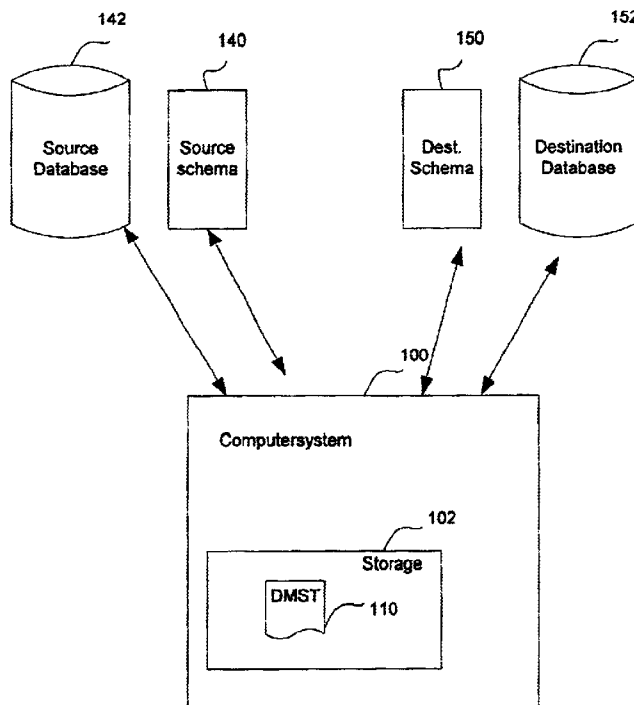 142
140
150
152
Source
Database
Source
schema
Dest.
Schema
Destination
Database
100
Computersystem
102
Storage
DMST
110